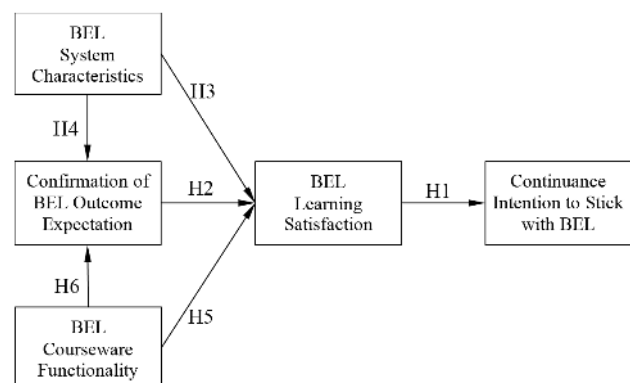 BEL
System
Characteristics
H3
H4
Confirmation of
BEL Outcome
Expectation
H2
BEL
Learning
Satisfaction
H1
Continuance
Intention to Stick
with BEL
H6
H5
BEL
Courseware
Functionality